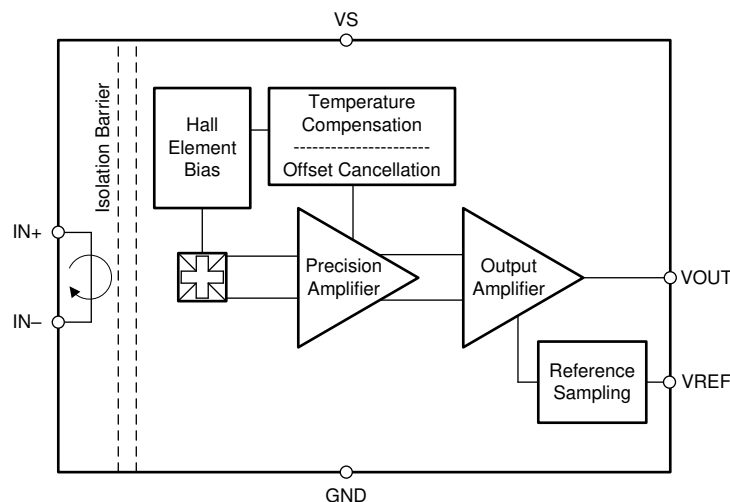 VS
Isolation Barrier
Hall
Element
Bias
Temperature
Compensation
Offset Cancellation
IN+
Precision
Amplifier
Output
Amplifier
VOUT
IN–
Reference
Sampling
VREF
GND